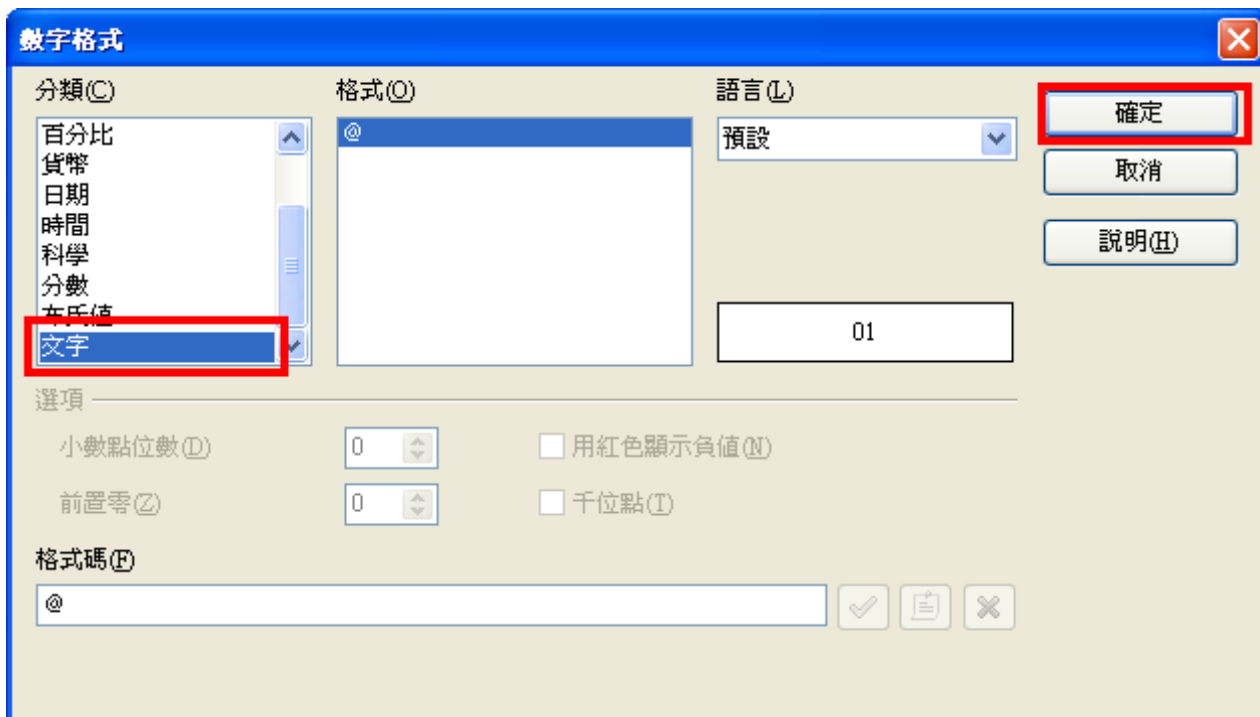 數字格式
分類(C)
格式(O)
語言(L)
百分比
貨幣
日期
時間
科學
分數
布氏值
文字
@
預設
確定
取消
說明(H)
01
選項
小數點位數(D)
0
用紅色顯示負值(N)
前置零(Z)
0
千位點(T)
格式碼(F)
@